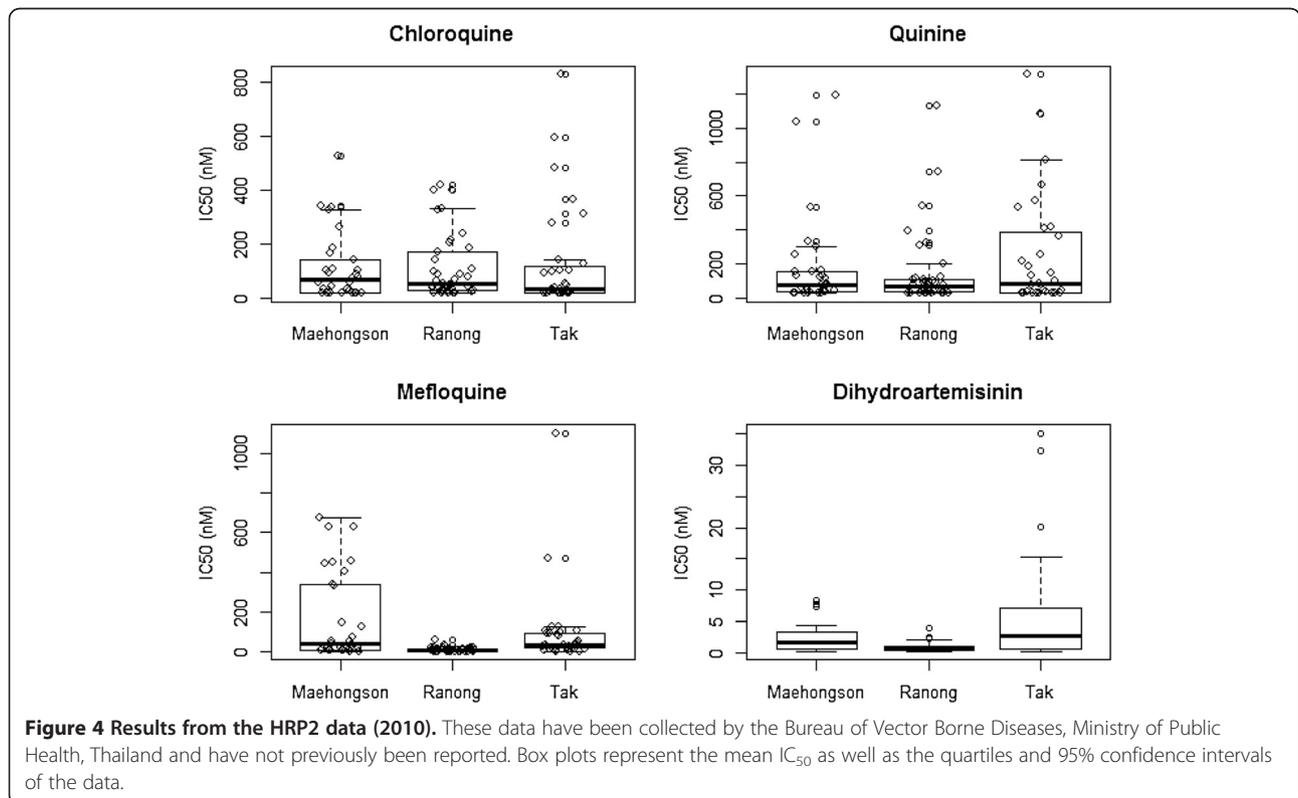 Chloroquine
IC50 (nM)
800
600
400
200
0
Maehongson Ranong Tak
Quinine
IC50 (nM)
1000
600
200
0
Maehongson Ranong Tak
Mefloquine
IC50 (nM)
1000
600
200
0
Maehongson Ranong Tak
Dihydroartemisinin
IC50 (nM)
30
20
10
5
0
Maehongson Ranong Tak
Figure 4 Results from the HRP2 data (2010). These data have been collected by the Bureau of Vector Borne Diseases, Ministry of Public
Health, Thailand and have not previously been reported. Box plots represent the mean IC50 as well as the quartiles and 95% confidence intervals
of the data.